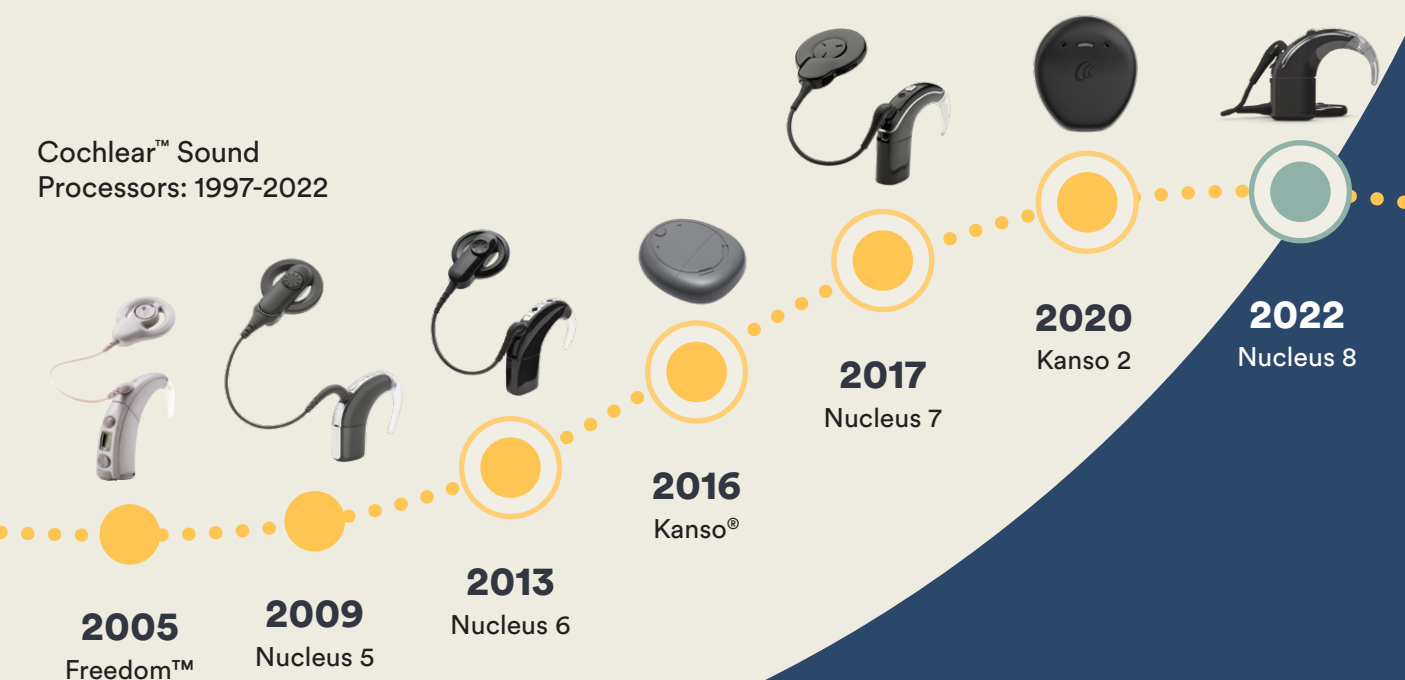 Cochlear™ Sound
Processors: 1997-2022
2005
Freedom™
2009
Nucleus 5
2013
Nucleus 6
2016
Kanso®
2017
Nucleus 7
2020
Kanso 2
2022
Nucleus 8